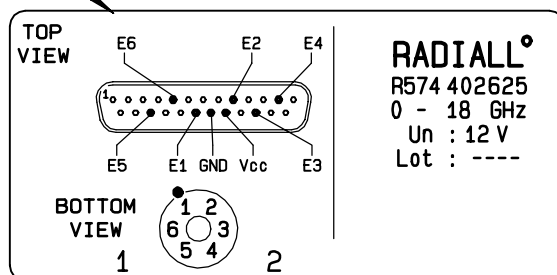 TOP
VIEW
E6 E2 E4
1
E5 E1 GND Vcc E3
BOTTOM
VIEW
1 2
6 3
5 4
1 2
RADIALL°
R574 402625
0 - 18 GHz
Un : 12 V
Lot : ----